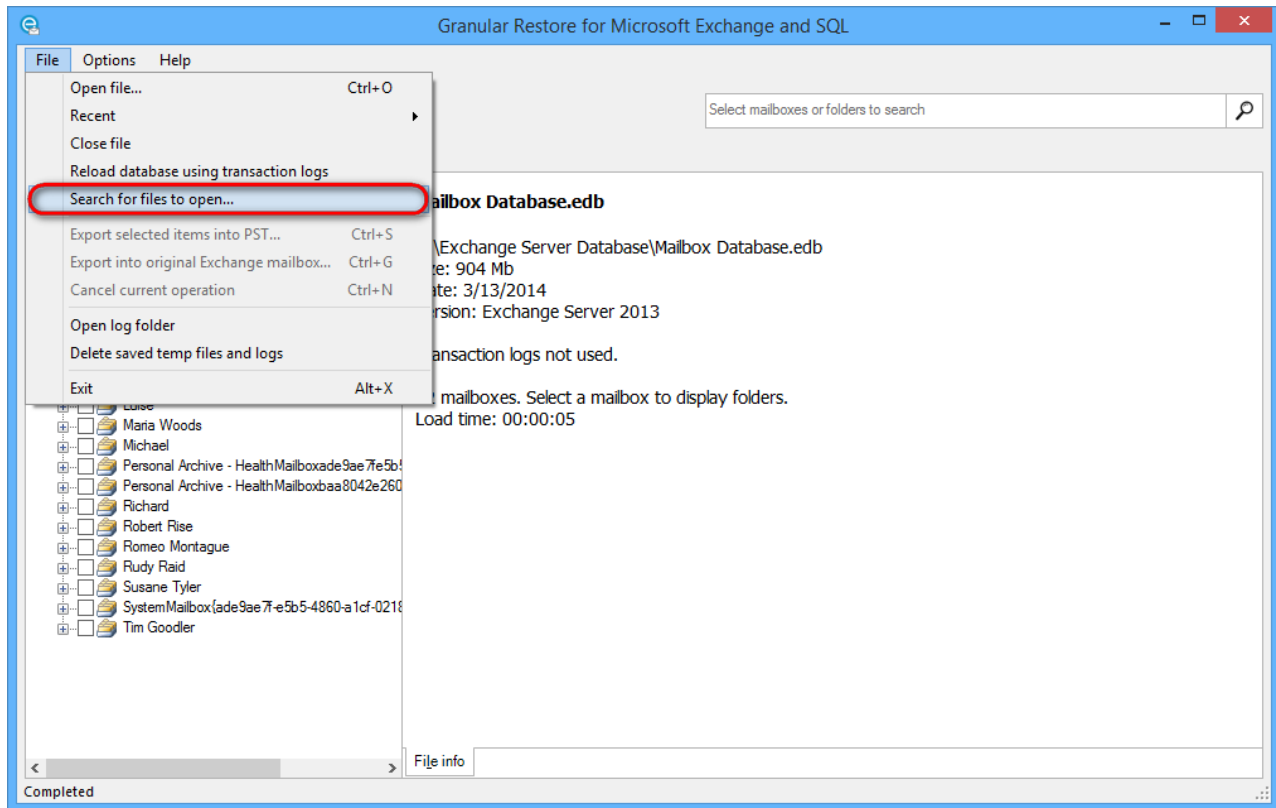 Granular Restore for Microsoft Exchange and SQL
File Options Help
Open file... Ctrl+O
Recent
Close file
Reload database using transaction logs
Search for files to open...
Export selected items into PST... Ctrl+S
Export into original Exchange mailbox... Ctrl+G
Cancel current operation Ctrl+N
Open log folder
Delete saved temp files and logs
Exit Alt+X
Luise
Maria Woods
Michael
Personal Archive - HealthMailboxade9ae7fe5b5
Personal Archive - HealthMailboxbaa8042e260
Richard
Robert Rise
Romeo Montague
Rudy Raid
Susane Tyler
SystemMailbox{ade9ae7f-e5b5-4860-a1cf-0218
Tim Goodler
Select mailboxes or folders to search
ailbox Database.edb
\Exchange Server Database\Mailbox Database.edb
ze: 904 Mb
ate: 3/13/2014
ersion: Exchange Server 2013
ansaction logs not used.
mailboxes. Select a mailbox to display folders.
Load time: 00:00:05
File info
Completed